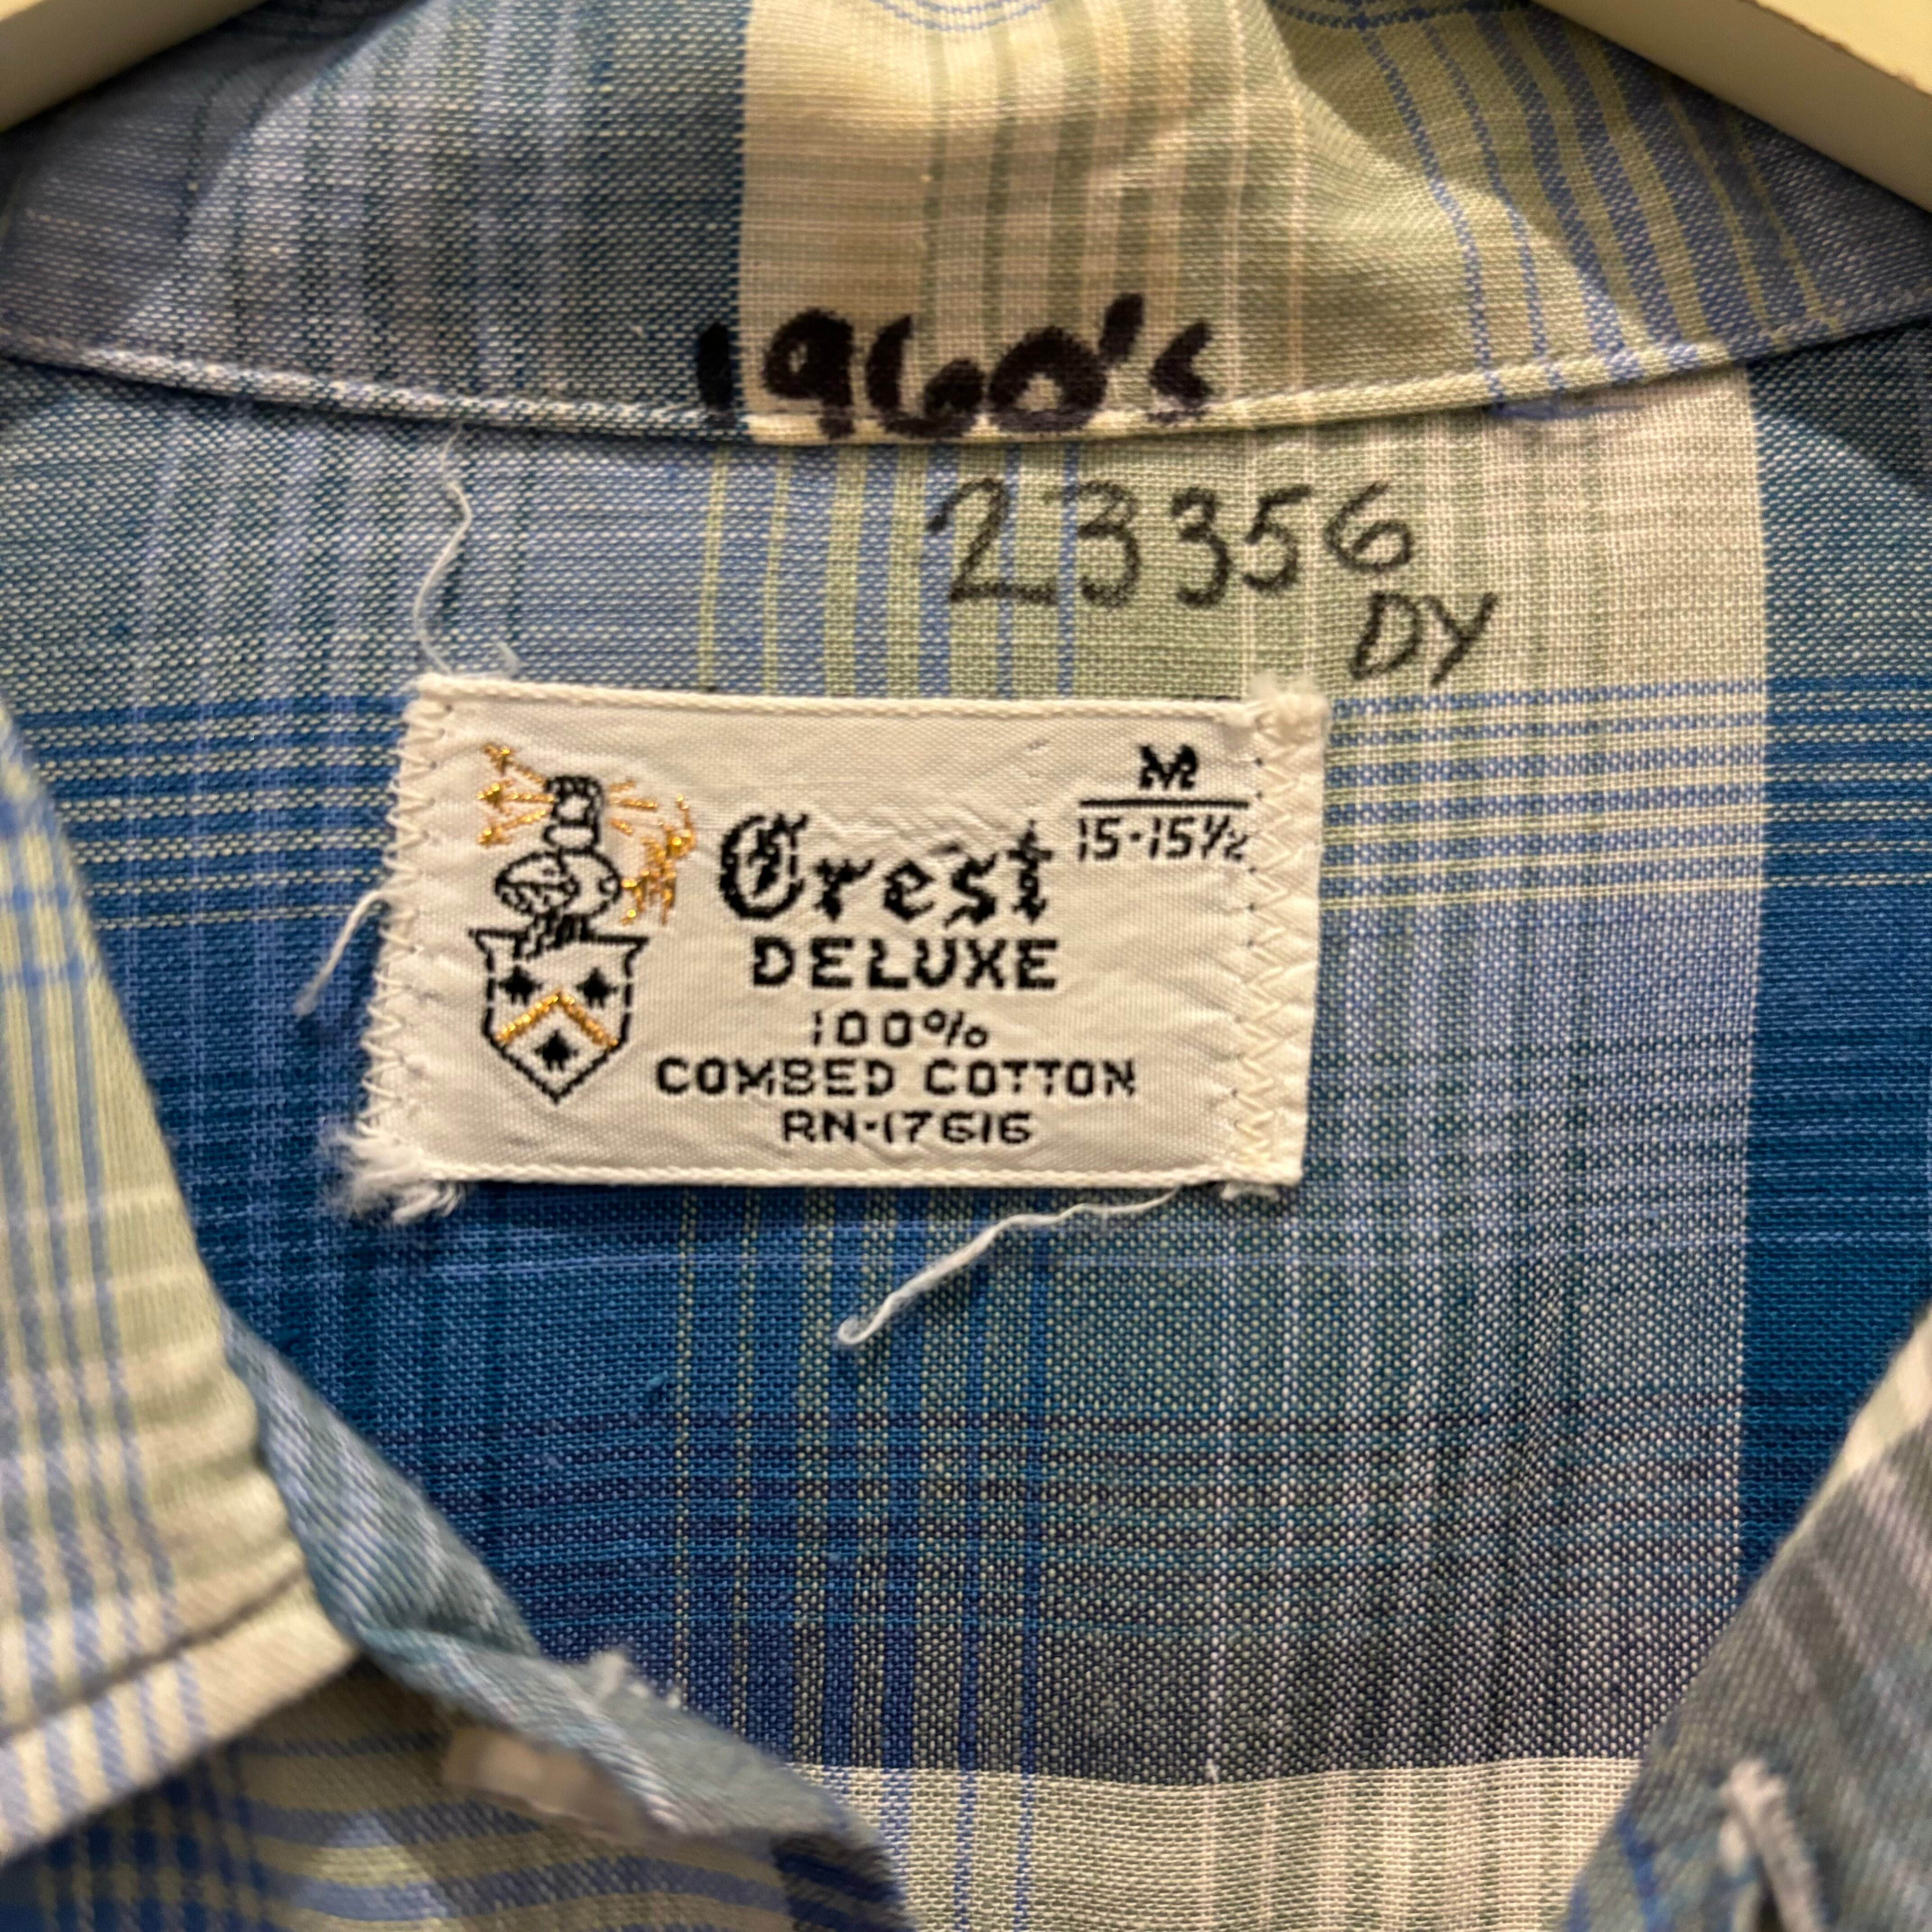 1960's
23356
DY
M
15-15½
Crest
DELUXE
100%
COMBED COTTON
RN-17616